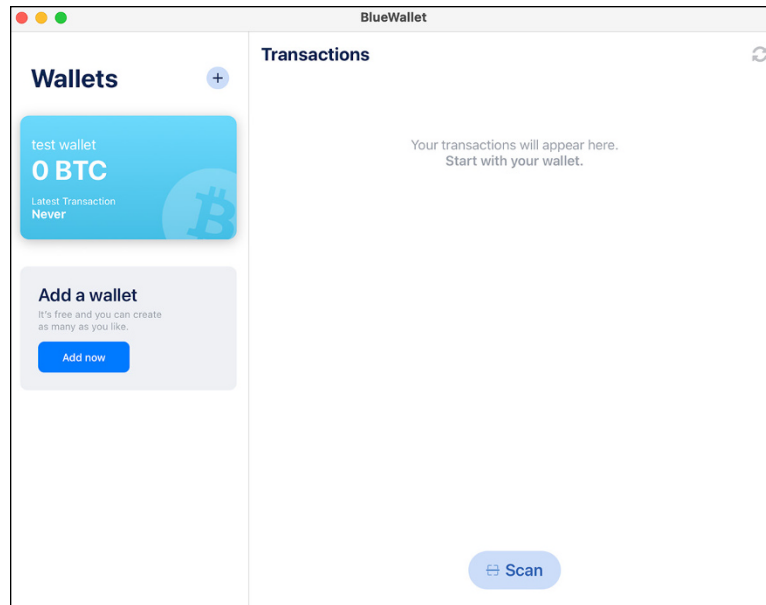 BlueWallet
Wallets
+
test wallet
0 BTC
Latest Transaction
Never
Add a wallet
It's free and you can create
as many as you like.
Add now
Transactions
Your transactions will appear here.
Start with your wallet.
Scan